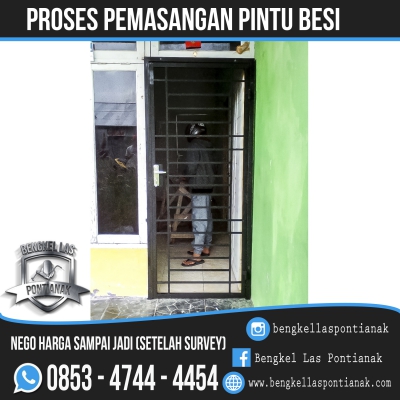 PROSES PEMASANGAN PINTU BESI
BENGKEL LAS
PONTIANAK
bengkellaspontianak
NEGO HARGA SAMPAI JADI (SETELAH SURVEY)
Bengkel Las Pontianak
0853 - 4744 - 4454
www.bengkellaspontianak.com